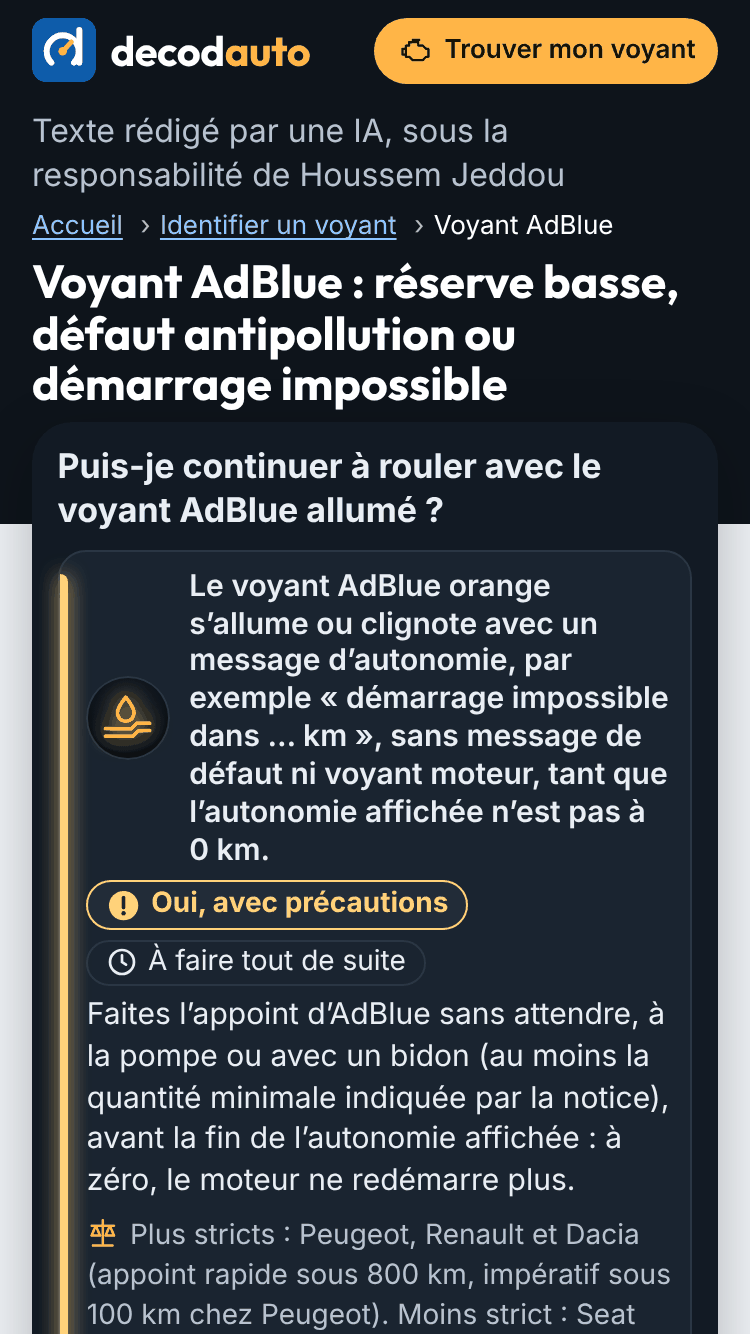 decodauto
Trouver mon voyant
Texte rédigé par une IA, sous la
responsabilité de Houssem Jeddou
Accueil › Identifier un voyant › Voyant AdBlue
Voyant AdBlue : réserve basse,
défaut antipollution ou
démarrage impossible
Puis-je continuer à rouler avec le
voyant AdBlue allumé ?
Le voyant AdBlue orange
s’allume ou clignote avec un
message d’autonomie, par
exemple « démarrage impossible
dans ... km », sans message de
défaut ni voyant moteur, tant que
l’autonomie affichée n’est pas à
0 km.
Oui, avec précautions
À faire tout de suite
Faites l’appoint d’AdBlue sans attendre, à
la pompe ou avec un bidon (au moins la
quantité minimale indiquée par la notice),
avant la fin de l’autonomie affichée : à
zéro, le moteur ne redémarre plus.
Plus stricts : Peugeot, Renault et Dacia
(appoint rapide sous 800 km, impératif sous
100 km chez Peugeot). Moins strict : Seat